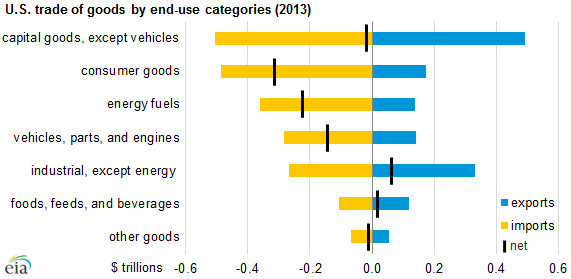 U.S. trade of goods by end-use categories (2013)
capital goods, except vehicles
consumer goods
energy fuels
vehicles, parts, and engines
industrial, except energy
foods, feeds, and beverages
other goods
exports
imports
net
eia
$ trillions -0.6 -0.4 -0.2 0.0 0.2 0.4 0.6